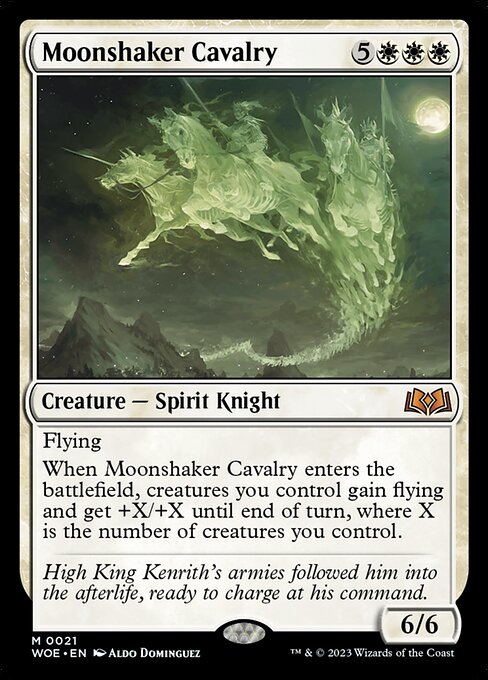 Moonshaker Cavalry 5
Creature — Spirit Knight
Flying
When Moonshaker Cavalry enters the
battlefield, creatures you control gain flying
and get +X/+X until end of turn, where X
is the number of creatures you control.
High King Kenrith's armies followed him into
the afterlife, ready to charge at his command.
6/6
M 0021
WOE • EN Aldo Dominguez
™ & © 2023 Wizards of the Coast